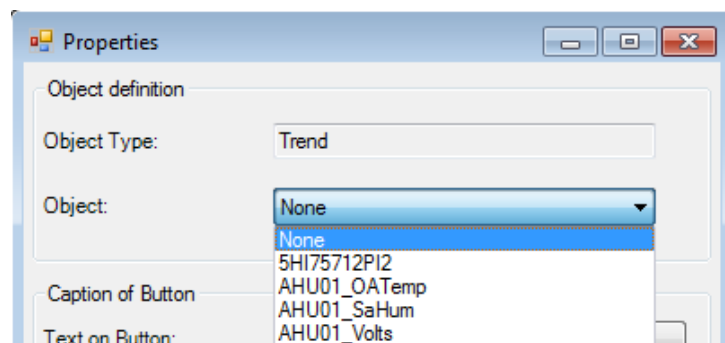 Properties
Object definition
Object Type: Trend
Object: None
None
5HI75712PI2
AHU01_OATemp
AHU01_SaHum
AHU01_Volts
Caption of Button
Text on Button: